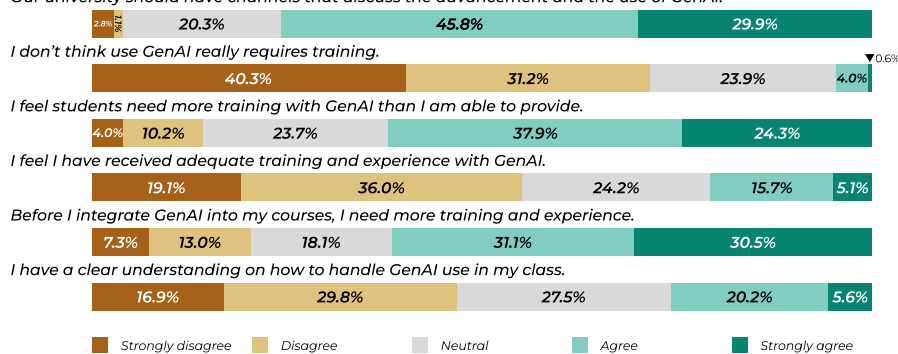 Our university should have channels that discuss the advancement and the use of GenAI.
2.8% 1.1% 20.3% 45.8% 29.9%
I don't think use GenAI really requires training.
▼0.6%
40.3% 31.2% 23.9% 4.0%
I feel students need more training with GenAI than I am able to provide.
4.0% 10.2% 23.7% 37.9% 24.3%
I feel I have received adequate training and experience with GenAI.
19.1% 36.0% 24.2% 15.7% 5.1%
Before I integrate GenAI into my courses, I need more training and experience.
7.3% 13.0% 18.1% 31.1% 30.5%
I have a clear understanding on how to handle GenAI use in my class.
16.9% 29.8% 27.5% 20.2% 5.6%
Strongly disagree Disagree Neutral Agree Strongly agree